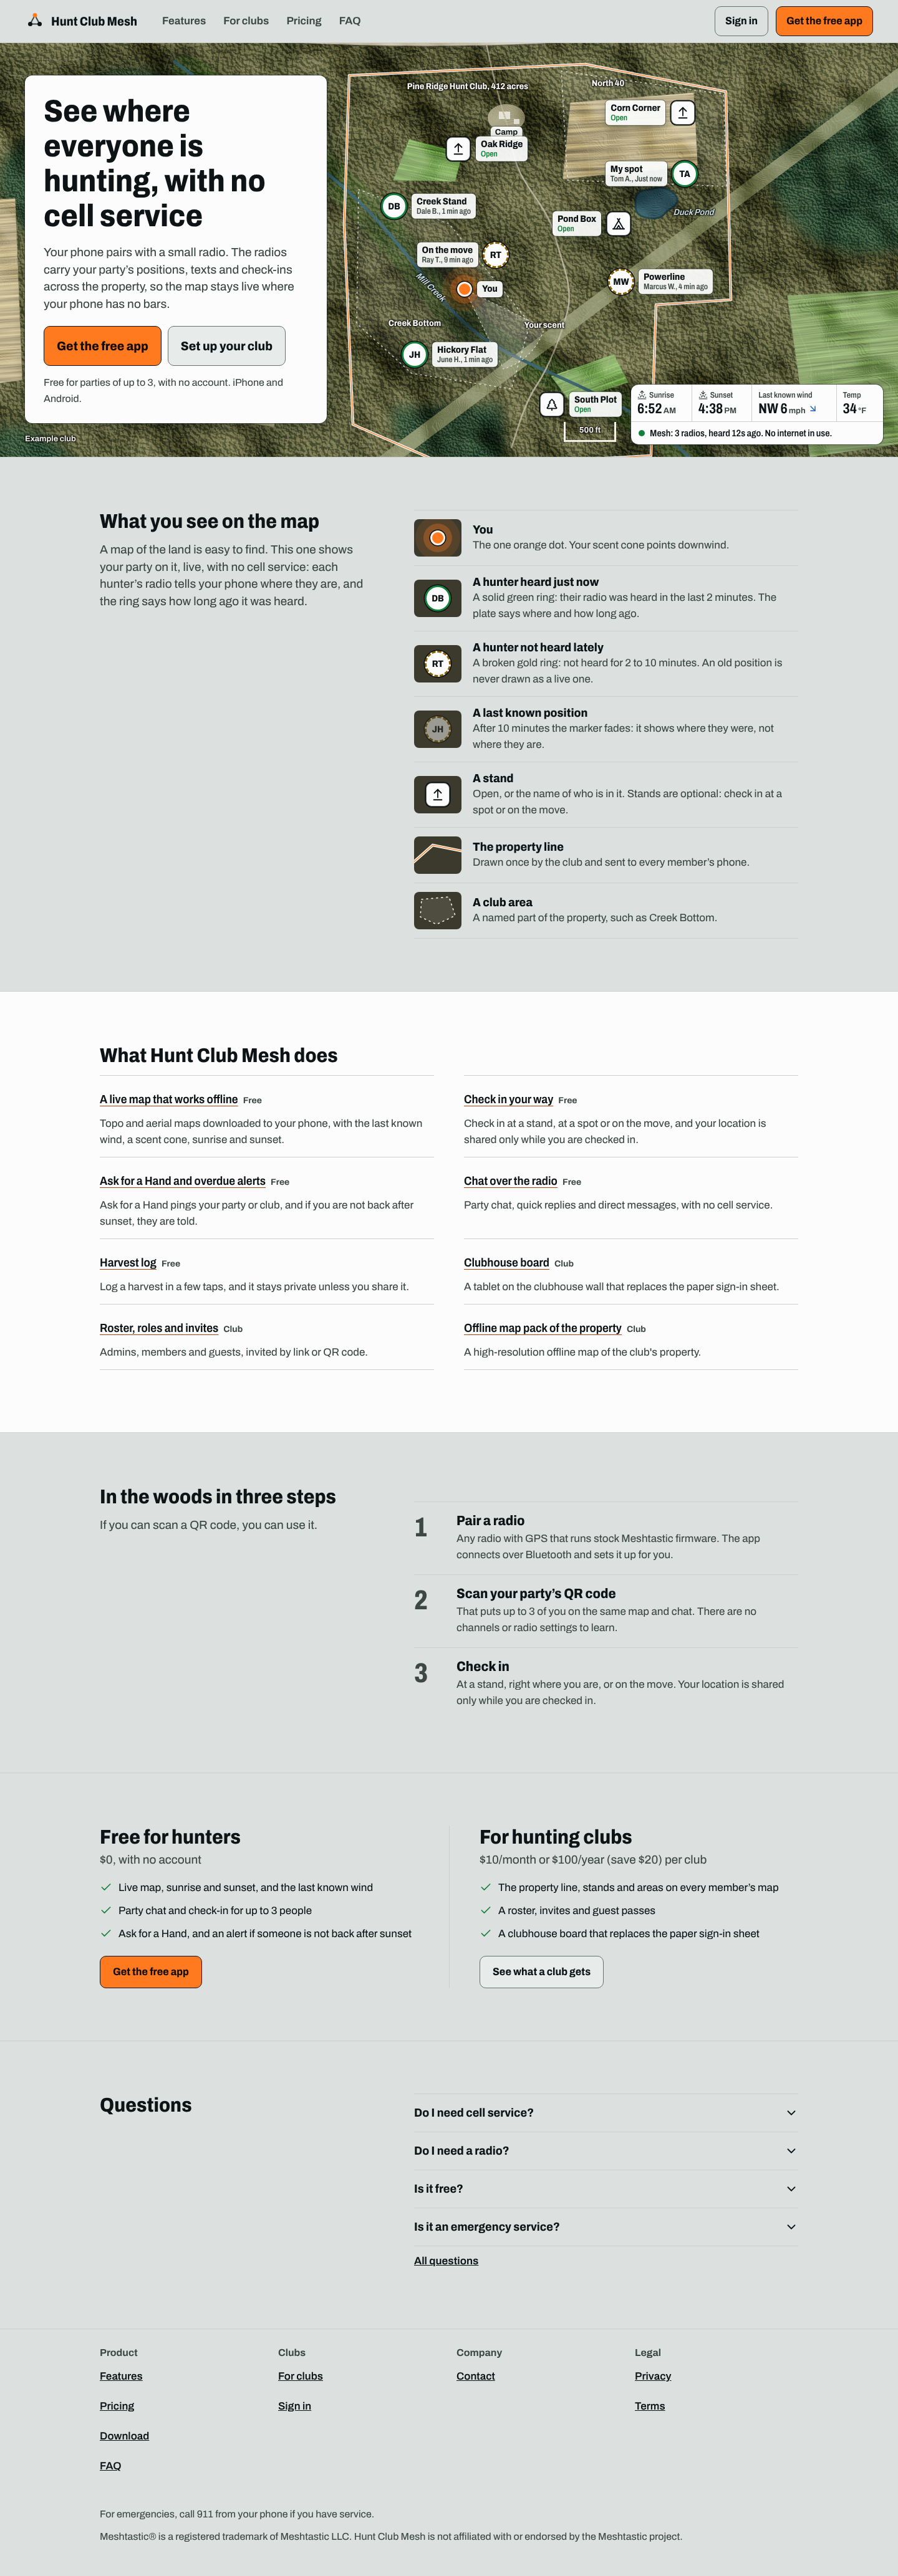 Hunt Club Mesh
Features
For clubs
Pricing
FAQ
Sign in
Get the free app
See where
everyone is
hunting, with no
cell service
Your phone pairs with a small radio. The radios
carry your party’s positions, texts and check-ins
across the property, so the map stays live where
your phone has no bars.
Get the free app
Set up your club
Free for parties of up to 3, with no account. iPhone and
Android.
Example club
Pine Ridge Hunt Club, 412 acres
North 40
Corn Corner
Open
Camp
Oak Ridge
Open
My spot
Tom A., Just now
TA
DB
Creek Stand
Dale B., 1 min ago
Duck Pond
Pond Box
Open
On the move
Ray T., 9 min ago
RT
Mill Creek
You
MW
Powerline
Marcus W., 4 min ago
Creek Bottom
Your scent
JH
Hickory Flat
June H., 1 min ago
South Plot
Open
500 ft
Sunrise
6:52 AM
Sunset
4:38 PM
Last known wind
NW 6 mph
Temp
34 °F
Mesh: 3 radios, heard 12s ago. No internet in use.
What you see on the map
A map of the land is easy to find. This one shows
your party on it, live, with no cell service: each
hunter’s radio tells your phone where they are, and
the ring says how long ago it was heard.
You
The one orange dot. Your scent cone points downwind.
DB
A hunter heard just now
A solid green ring: their radio was heard in the last 2 minutes. The
plate says where and how long ago.
RT
A hunter not heard lately
A broken gold ring: not heard for 2 to 10 minutes. An old position is
never drawn as a live one.
JH
A last known position
After 10 minutes the marker fades: it shows where they were, not
where they are.
A stand
Open, or the name of who is in it. Stands are optional: check in at a
spot or on the move.
The property line
Drawn once by the club and sent to every member’s phone.
A club area
A named part of the property, such as Creek Bottom.
What Hunt Club Mesh does
A live map that works offline Free
Topo and aerial maps downloaded to your phone, with the last known
wind, a scent cone, sunrise and sunset.
Check in your way Free
Check in at a stand, at a spot or on the move, and your location is
shared only while you are checked in.
Ask for a Hand and overdue alerts Free
Ask for a Hand pings your party or club, and if you are not back after
sunset, they are told.
Chat over the radio Free
Party chat, quick replies and direct messages, with no cell service.
Harvest log Free
Log a harvest in a few taps, and it stays private unless you share it.
Clubhouse board Club
A tablet on the clubhouse wall that replaces the paper sign-in sheet.
Roster, roles and invites Club
Admins, members and guests, invited by link or QR code.
Offline map pack of the property Club
A high-resolution offline map of the club's property.
In the woods in three steps
If you can scan a QR code, you can use it.
1
Pair a radio
Any radio with GPS that runs stock Meshtastic firmware. The app
connects over Bluetooth and sets it up for you.
2
Scan your party’s QR code
That puts up to 3 of you on the same map and chat. There are no
channels or radio settings to learn.
3
Check in
At a stand, right where you are, or on the move. Your location is shared
only while you are checked in.
Free for hunters
$0, with no account
Live map, sunrise and sunset, and the last known wind
Party chat and check-in for up to 3 people
Ask for a Hand, and an alert if someone is not back after sunset
Get the free app
For hunting clubs
$10/month or $100/year (save $20) per club
The property line, stands and areas on every member’s map
A roster, invites and guest passes
A clubhouse board that replaces the paper sign-in sheet
See what a club gets
Questions
Do I need cell service?
Do I need a radio?
Is it free?
Is it an emergency service?
All questions
Product
Features
Pricing
Download
FAQ
Clubs
For clubs
Sign in
Company
Contact
Legal
Privacy
Terms
For emergencies, call 911 from your phone if you have service.
Meshtastic® is a registered trademark of Meshtastic LLC. Hunt Club Mesh is not affiliated with or endorsed by the Meshtastic project.